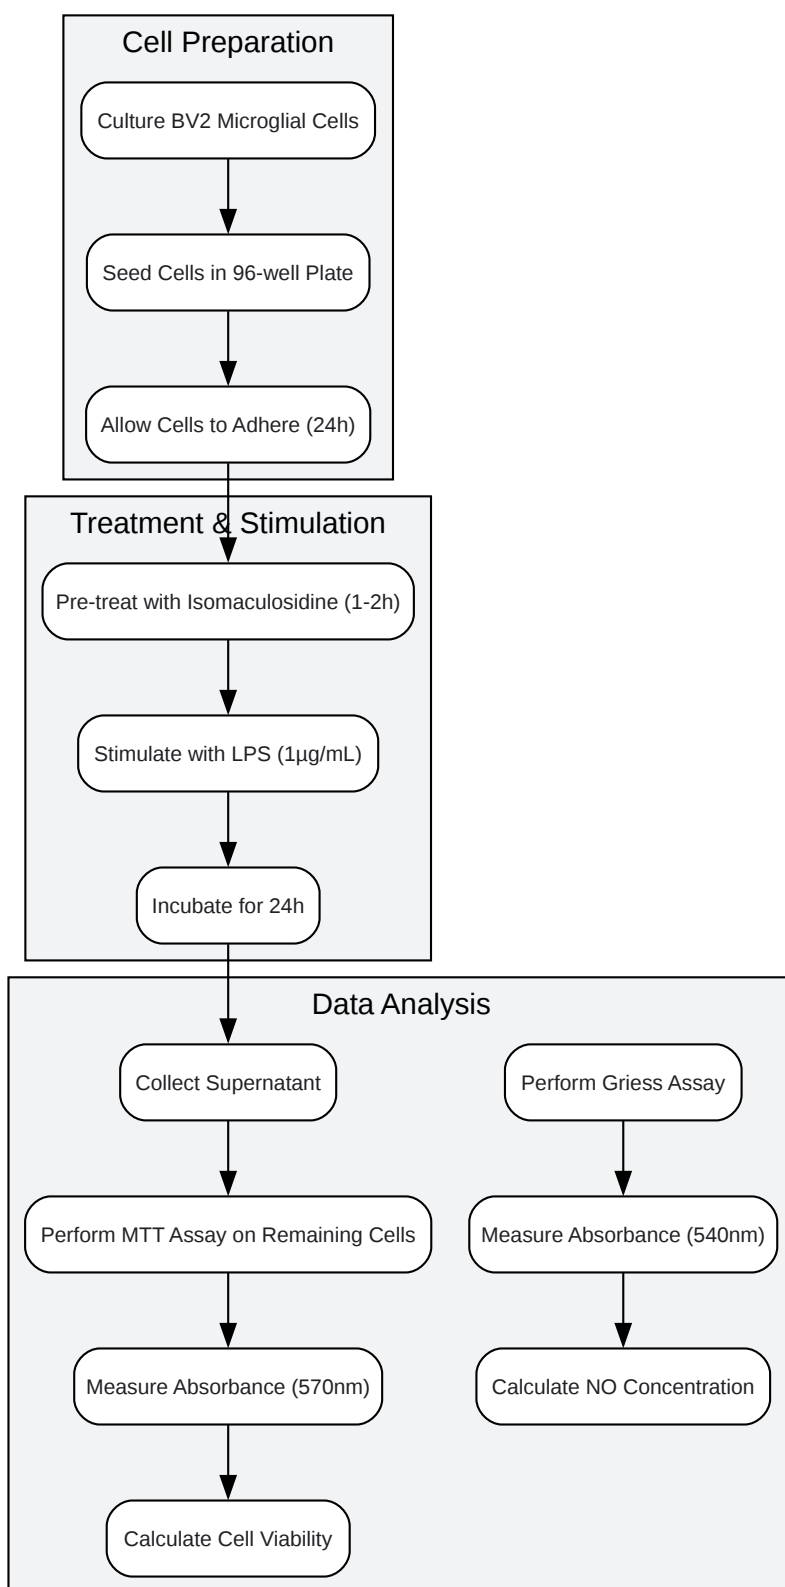 Cell Preparation
Culture BV2 Microglial Cells
Seed Cells in 96-well Plate
Allow Cells to Adhere (24h)
Treatment & Stimulation
Pre-treat with Isomaculosidine (1-2h)
Stimulate with LPS (1µg/mL)
Incubate for 24h
Data Analysis
Collect Supernatant
Perform MTT Assay on Remaining Cells
Measure Absorbance (570nm)
Calculate Cell Viability
Perform Griess Assay
Measure Absorbance (540nm)
Calculate NO Concentration